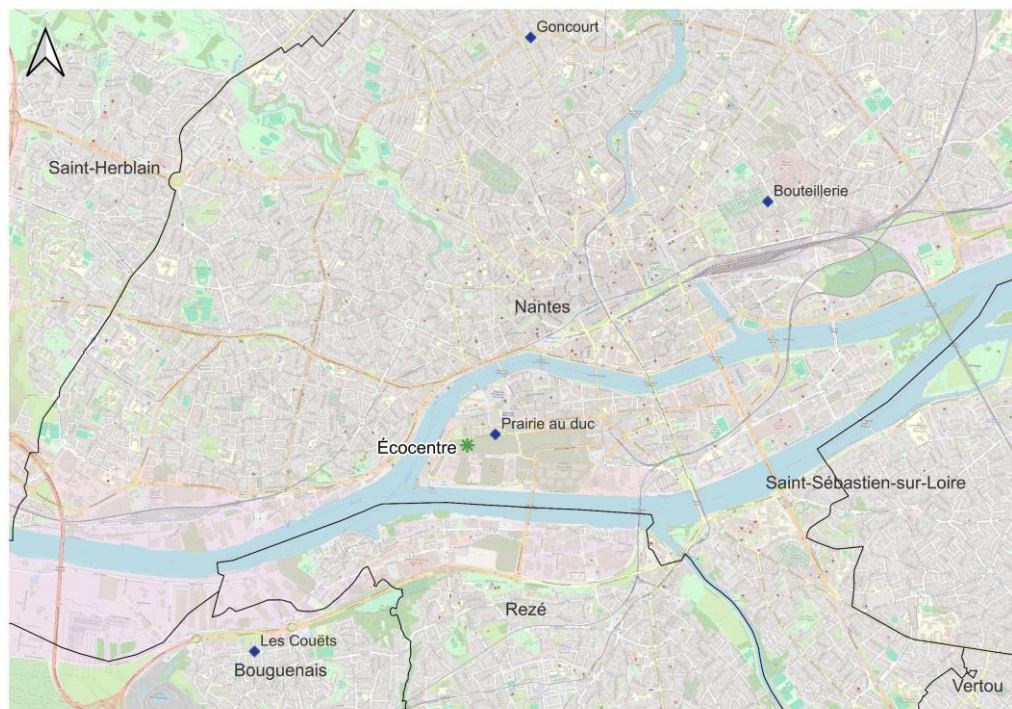 Goncourt
Saint-Herblain
Bouteillerie
Nantes
Prairie au duc
Écocentre
Saint-Sébastien-sur-Loire
Rezé
Les Couëts
Bouguenais
Vertou